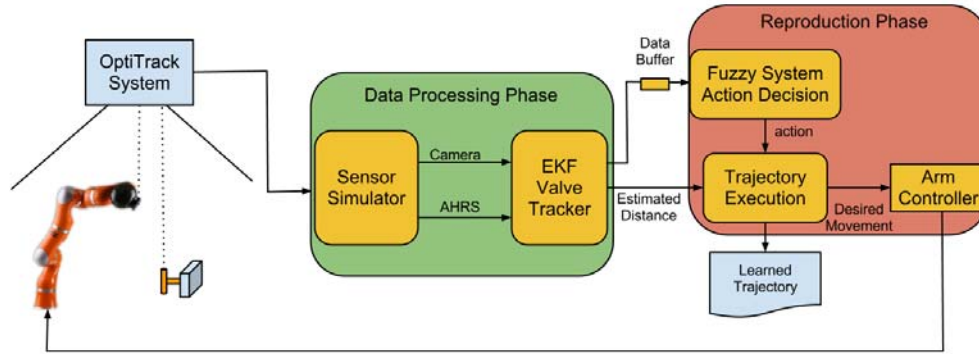 OptiTrack
System
Data Processing Phase
Sensor
Simulator
Camera
AHRS
EKF
Valve
Tracker
Data
Buffer
Estimated
Distance
Reproduction Phase
Fuzzy System
Action Decision
action
Trajectory
Execution
Desired
Movement
Arm
Controller
Learned
Trajectory